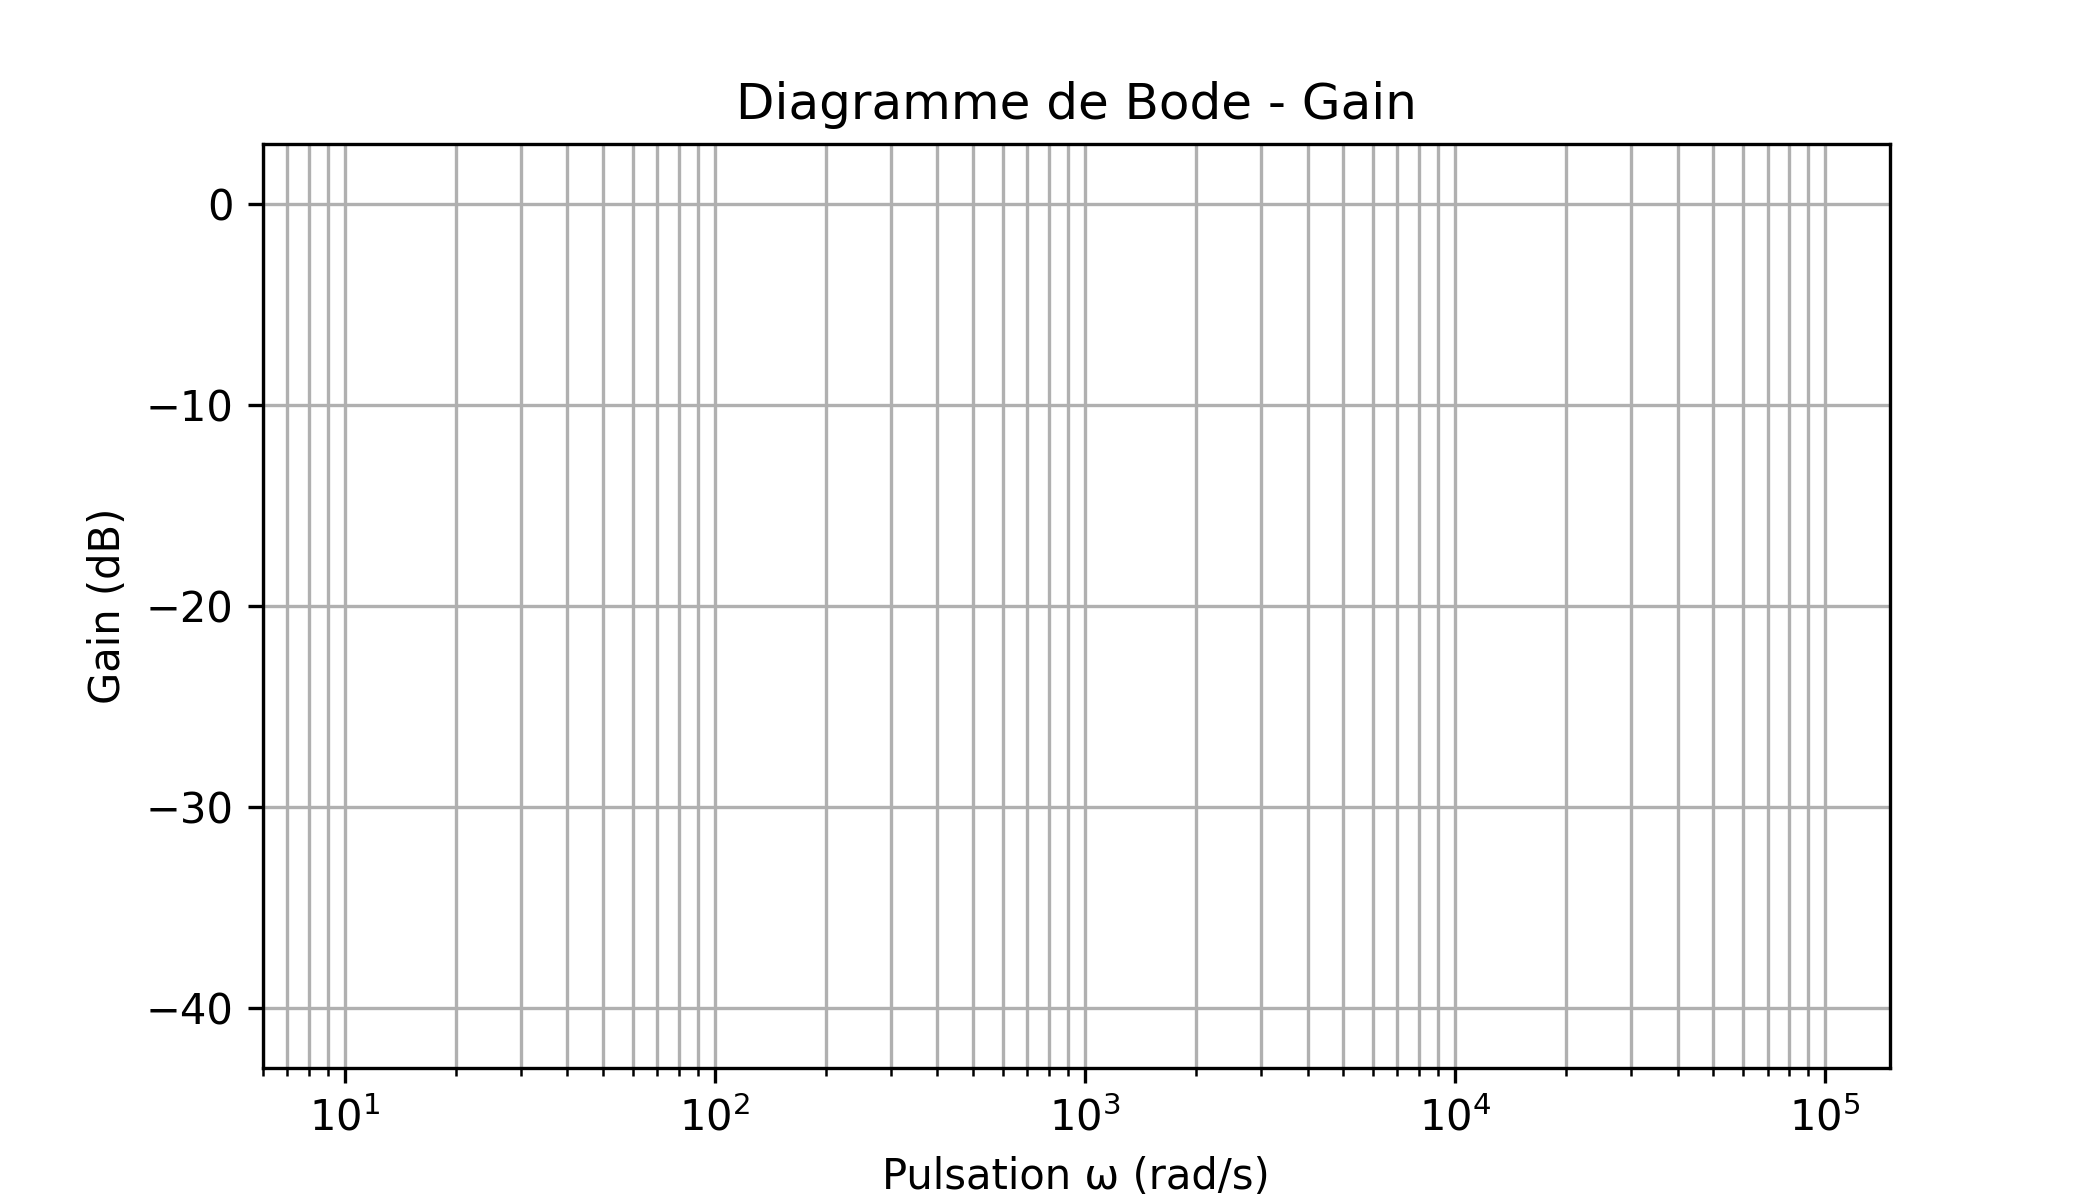 Diagramme de Bode - Gain
0
−10
−20
−30
−40
Gain (dB)
10¹ 10² 10³ 10⁴ 10⁵
Pulsation ω (rad/s)